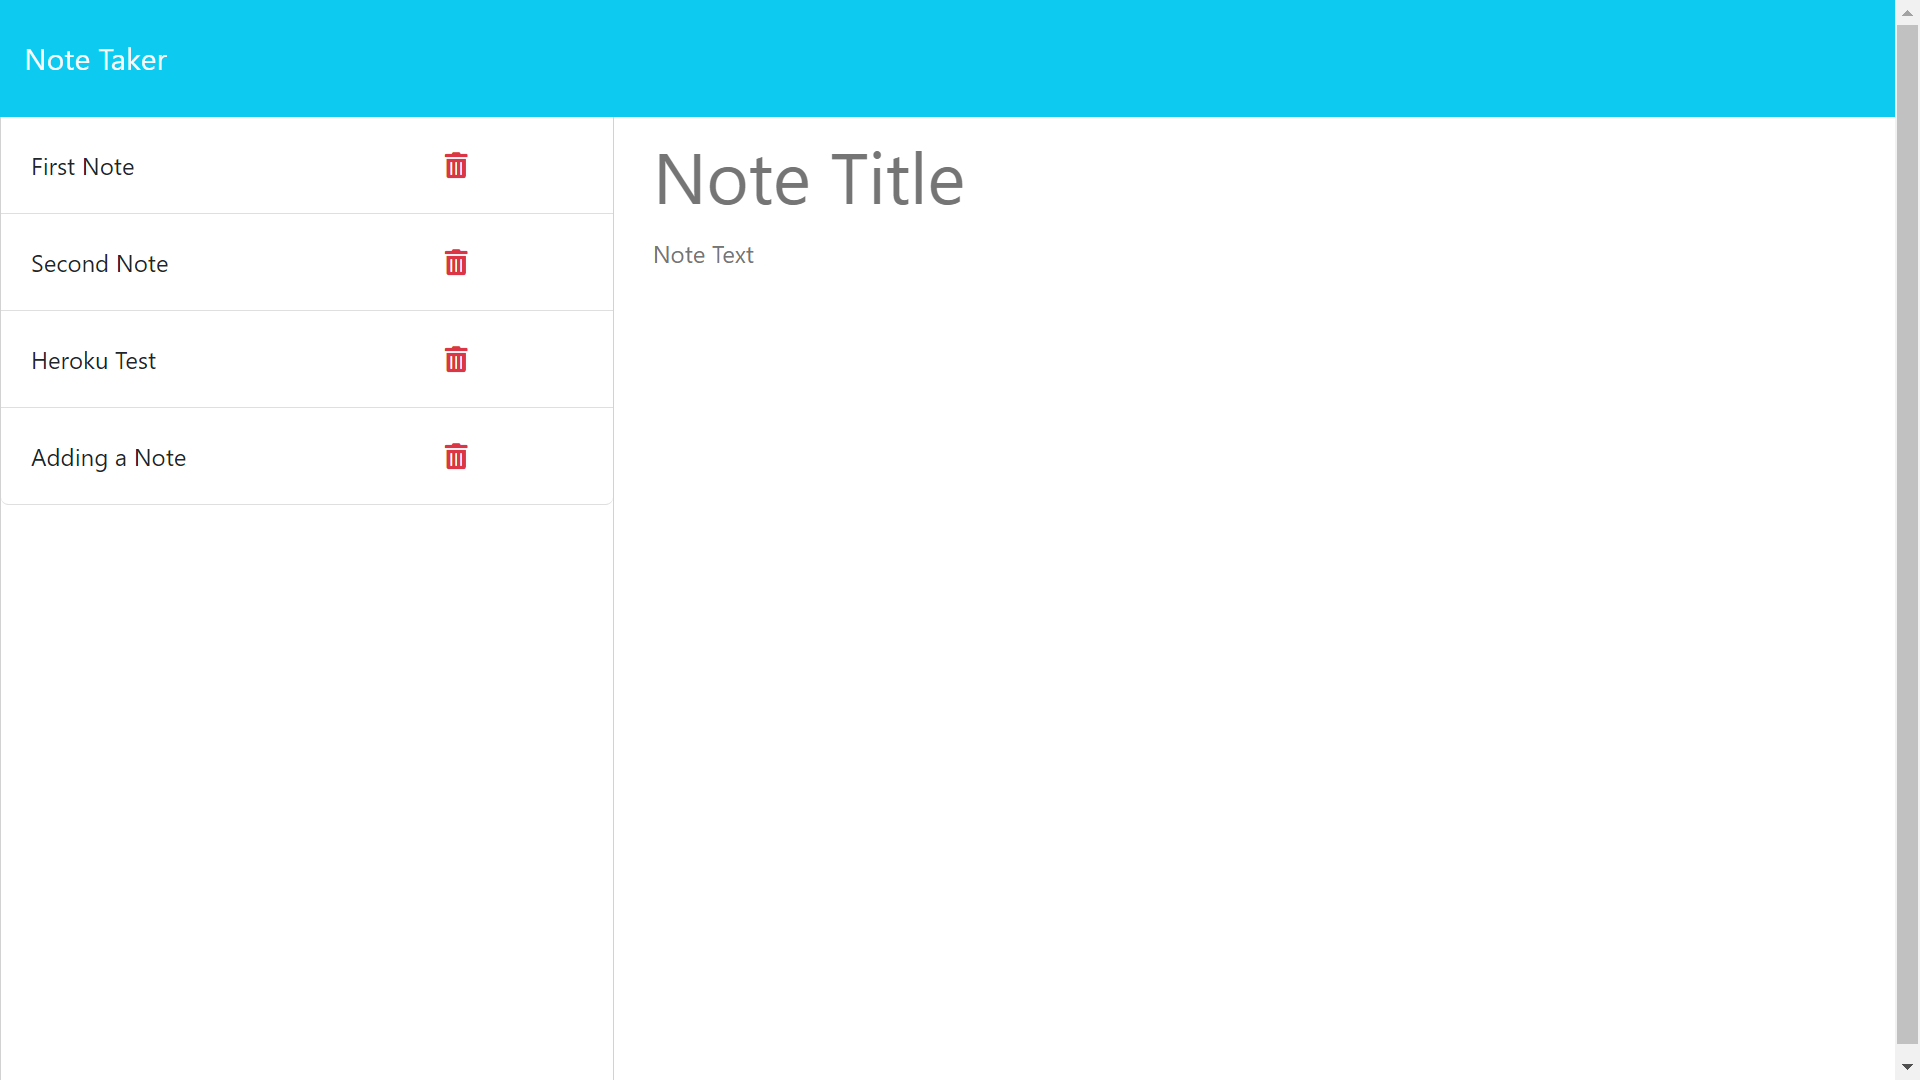 Note Taker
First Note
Second Note
Heroku Test
Adding a Note
Note Title
Note Text